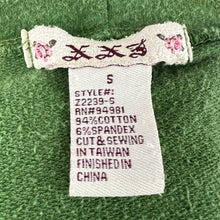 XXI
S
STYLE#:
Z2239-S
RN#94981
94%COTTON
6%SPANDEX
CUT&SEWING
IN TAIWAN
FINISHED IN
CHINA